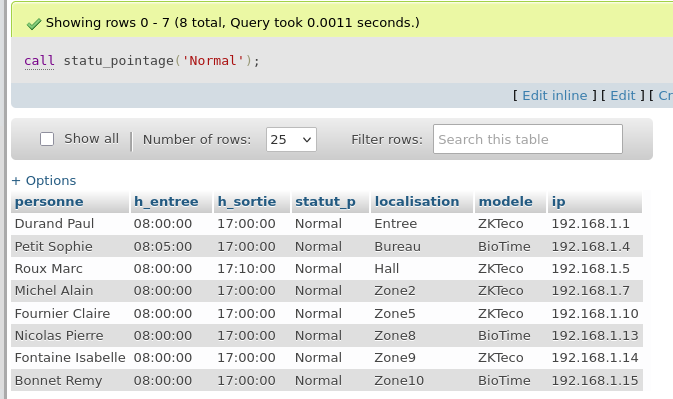 Showing rows 0 - 7 (8 total, Query took 0.0011 seconds.)
call statu_pointage('Normal');
[ Edit inline ] [ Edit ] [ Cr
Show all | Number of rows: 25 Filter rows: Search this table
+ Options
personne h_entree h_sortie statut_p localisation modele ip
Durand Paul 08:00:00 17:00:00 Normal Entree ZKTeco 192.168.1.1
Petit Sophie 08:05:00 17:00:00 Normal Bureau BioTime 192.168.1.4
Roux Marc 08:00:00 17:10:00 Normal Hall ZKTeco 192.168.1.5
Michel Alain 08:00:00 17:00:00 Normal Zone2 ZKTeco 192.168.1.7
Fournier Claire 08:00:00 17:00:00 Normal Zone5 ZKTeco 192.168.1.10
Nicolas Pierre 08:00:00 17:00:00 Normal Zone8 BioTime 192.168.1.13
Fontaine Isabelle 08:00:00 17:00:00 Normal Zone9 ZKTeco 192.168.1.14
Bonnet Remy 08:00:00 17:00:00 Normal Zone10 BioTime 192.168.1.15